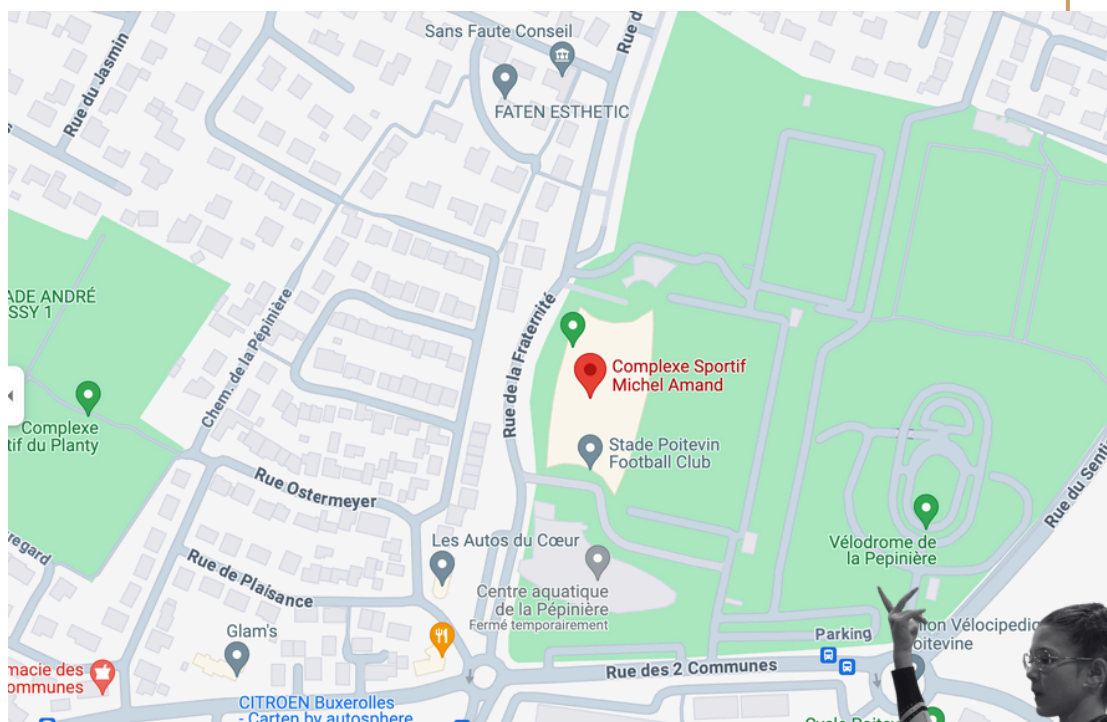 Sans Faute Conseil
Rue d
Rue du Jasmin
FATEN ESTHETIC
ADE ANDRÉ
SSY 1
Chem. de la Pépinière
Rue de la Fraternité
Complexe Sportif
Michel Amand
Complexe
tif du Planty
Stade Poitevin
Football Club
Rue Ostermeyer
Rue du Senti
Vélodrome de
la Pepinière
Les Autos du Cœur
regard
Rue de Plaisance
Centre aquatique
de la Pépinière
Fermé temporairement
Glam's
Parking
nion Vélocipedic
oitevine
Rue des 2 Communes
macie des
ommunes
CITROEN Buxerolles
- Carten by autosphere